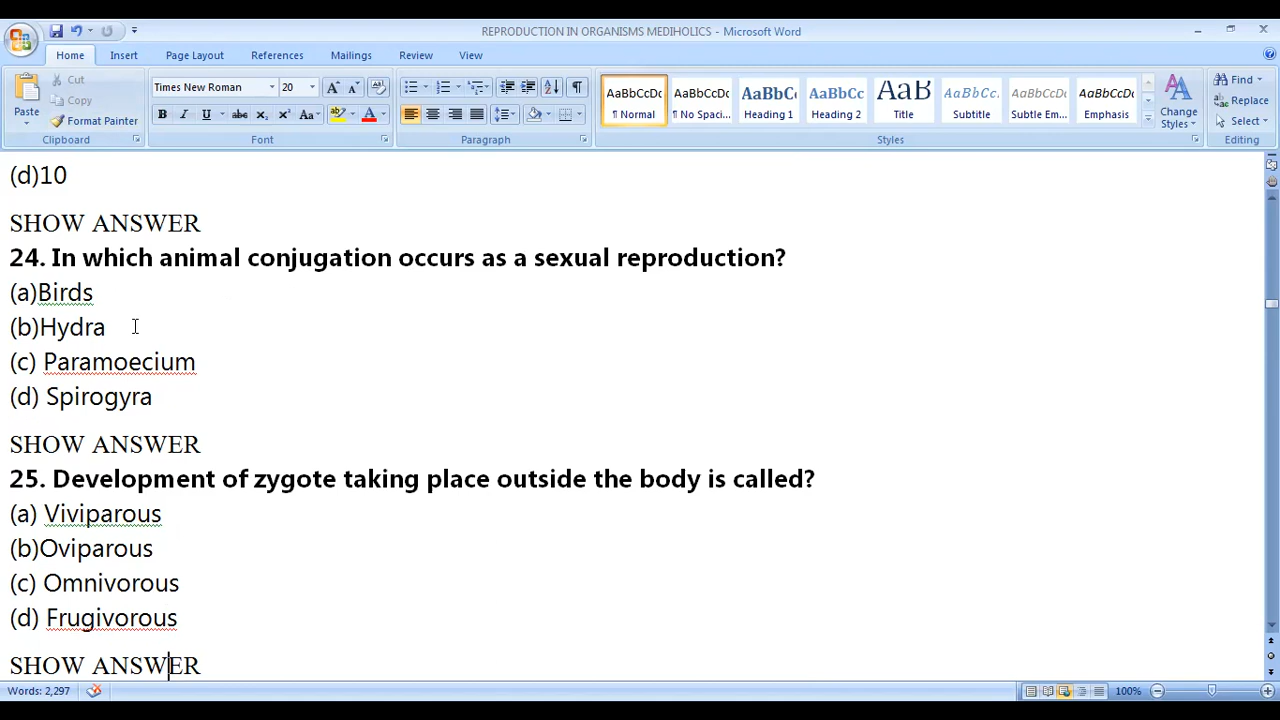 REPRODUCTION IN ORGANISMS MEDIHOLICS - Microsoft Word
Home Insert Page Layout References Mailings Review View
Paste
Cut
Copy
Format Painter
Clipboard
Times New Roman 20
Font
Paragraph
AaBbCcDc AaBbCcDc AaBbC AaBbCc AaB AaBbCc. AaBbCcDc AaBbCcDc
¶ Normal ¶ No Spaci... Heading 1 Heading 2 Title Subtitle Subtle Em... Emphasis
Change Styles
Styles
Find
Replace
Select
Editing
(d)10
SHOW ANSWER
24. In which animal conjugation occurs as a sexual reproduction?
(a)Birds
(b)Hydra
(c) Paramoecium
(d) Spirogyra
SHOW ANSWER
25. Development of zygote taking place outside the body is called?
(a) Viviparous
(b)Oviparous
(c) Omnivorous
(d) Frugivorous
SHOW ANSWER
Words: 2,297
100%